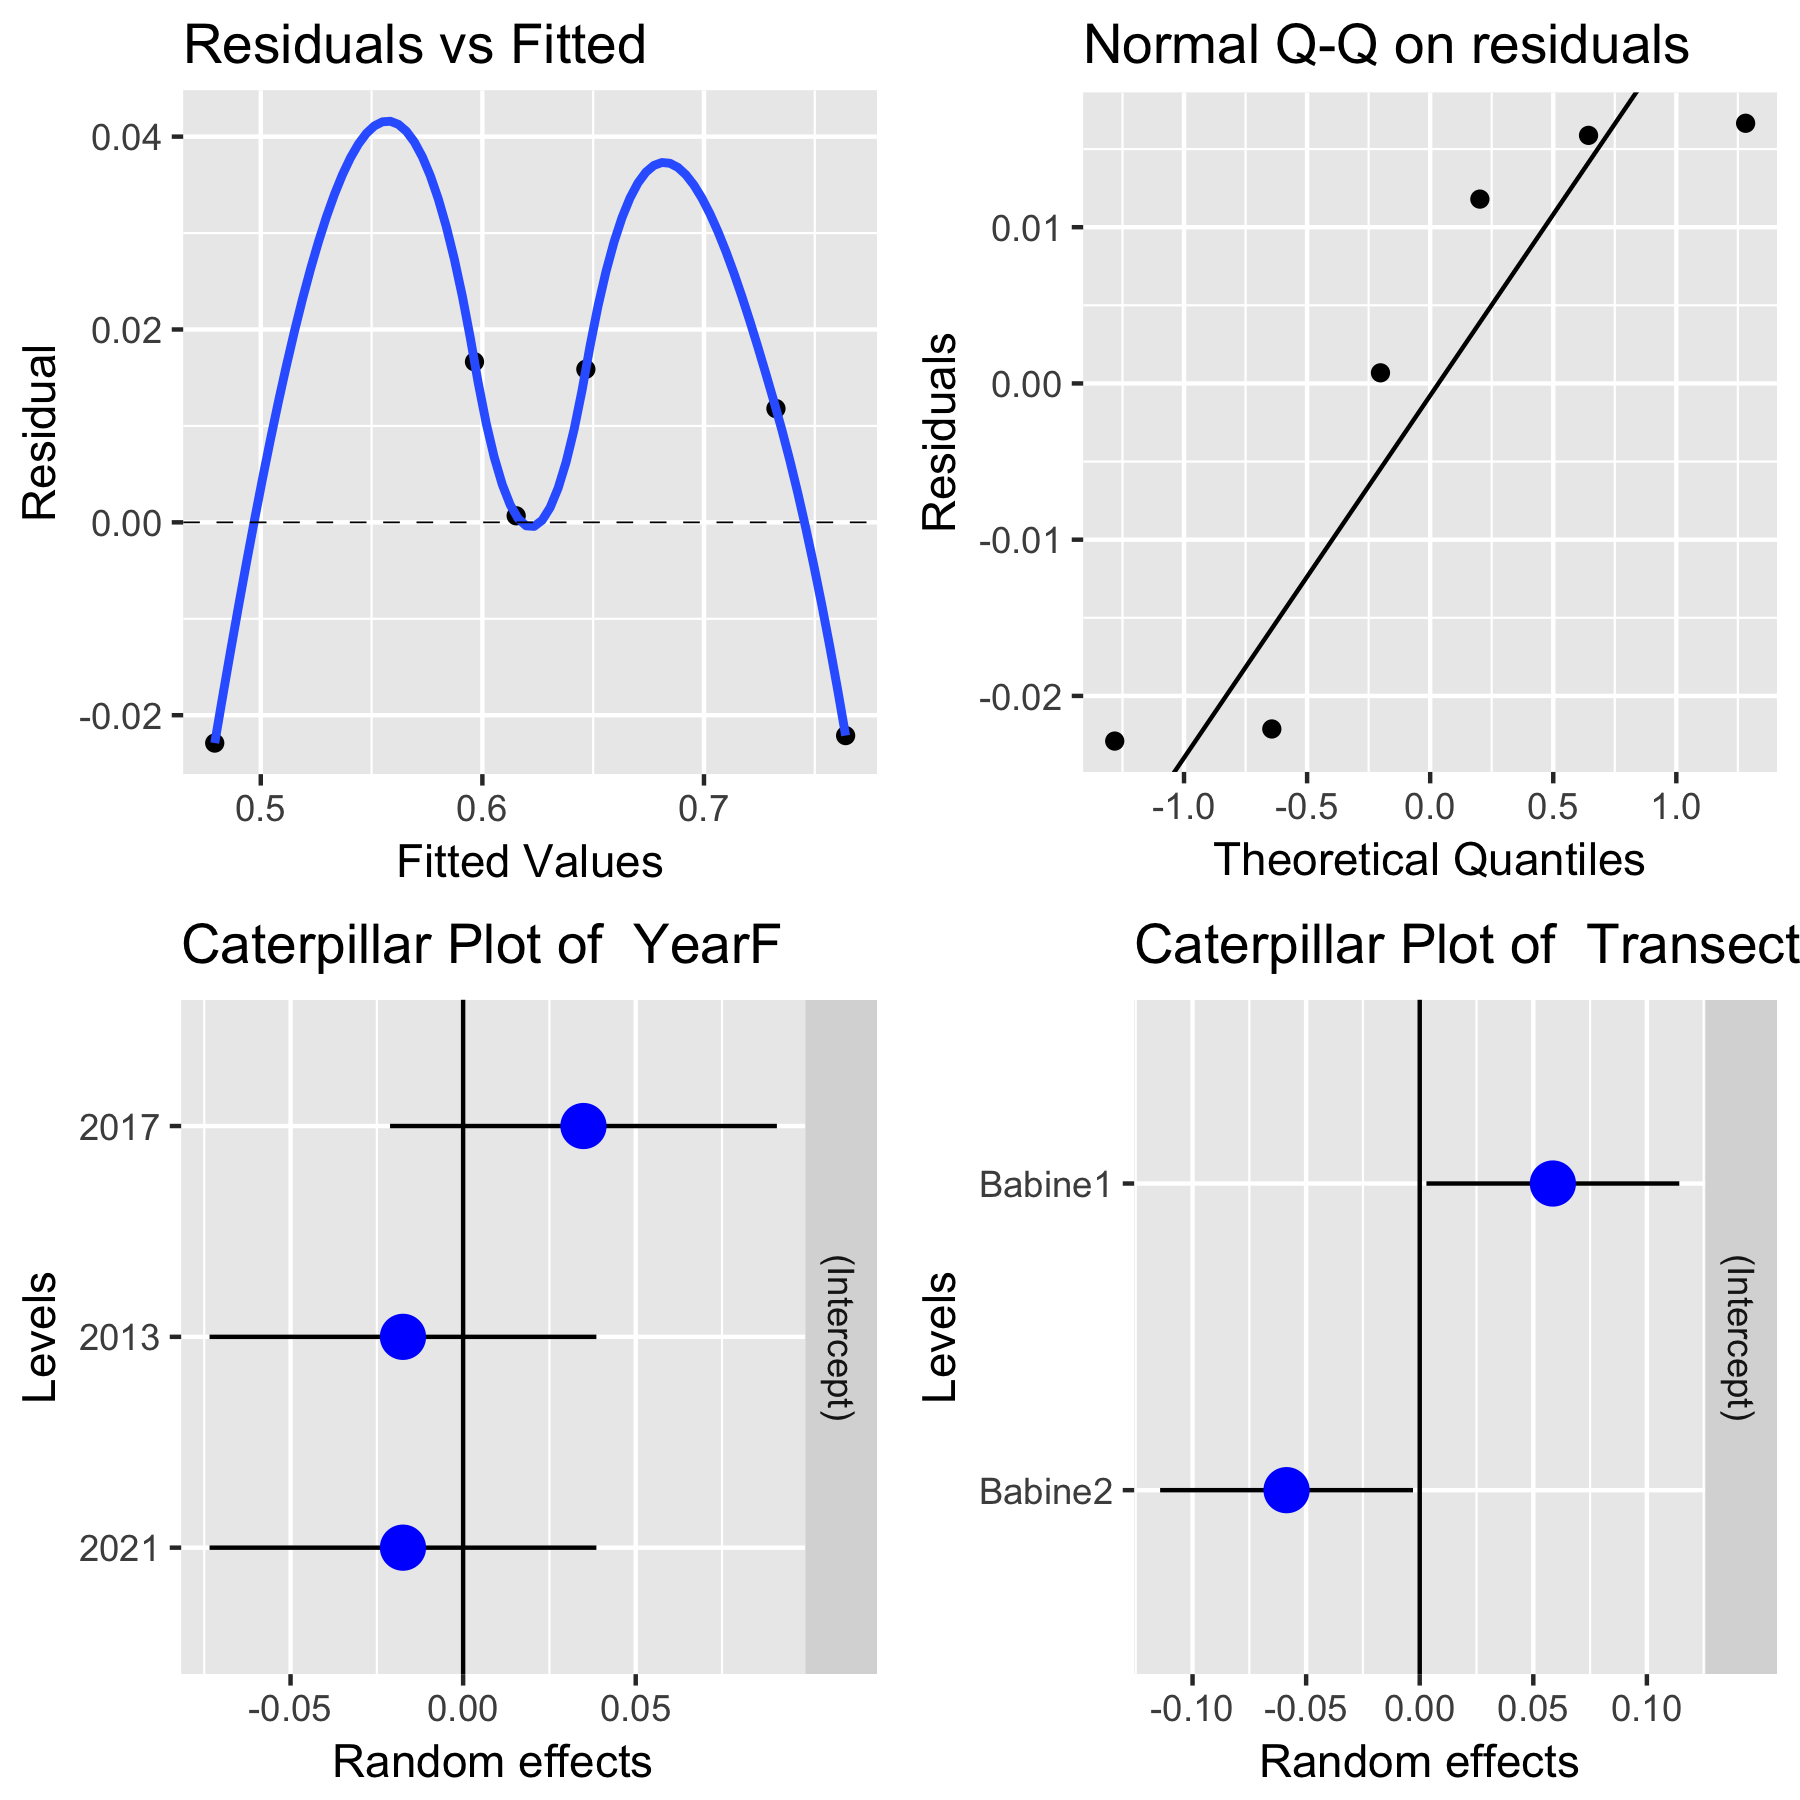 Residuals vs Fitted
0.04
0.02
0.00
-0.02
Residual
0.5 0.6 0.7
Fitted Values
Normal Q-Q on residuals
0.01
0.00
-0.01
-0.02
Residuals
-1.0 -0.5 0.0 0.5 1.0
Theoretical Quantiles
Caterpillar Plot of YearF
2017
2013
2021
Levels
(Intercept)
-0.05 0.00 0.05
Random effects
Caterpillar Plot of Transect
Babine1
Babine2
Levels
(Intercept)
-0.10 -0.05 0.00 0.05 0.10
Random effects